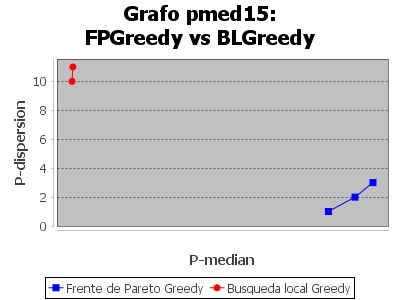 Grafo pmed15:
FPGreedy vs BLGreedy
P-dispersion
10
8
6
4
2
0
P-median
Frente de Pareto Greedy
Busqueda local Greedy